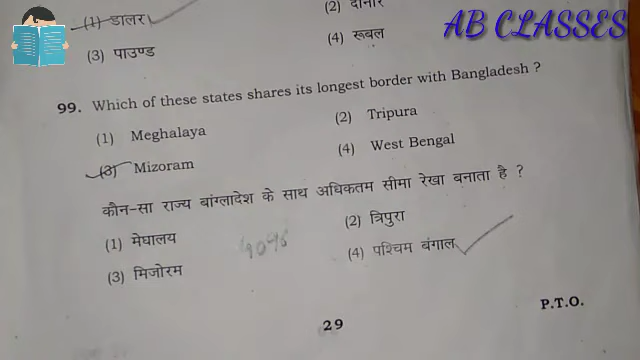 AB CLASSES
(1) डालर
(2) दीनार
(3) पाउण्ड
(4) रूबल
99. Which of these states shares its longest border with Bangladesh ?
(1) Meghalaya
(2) Tripura
(3) Mizoram
(4) West Bengal
कौन-सा राज्य बांग्लादेश के साथ अधिकतम सीमा रेखा बनाता है ?
(1) मेघालय
(2) त्रिपुरा
(3) मिजोरम
(4) पश्चिम बंगाल
29
P.T.O.